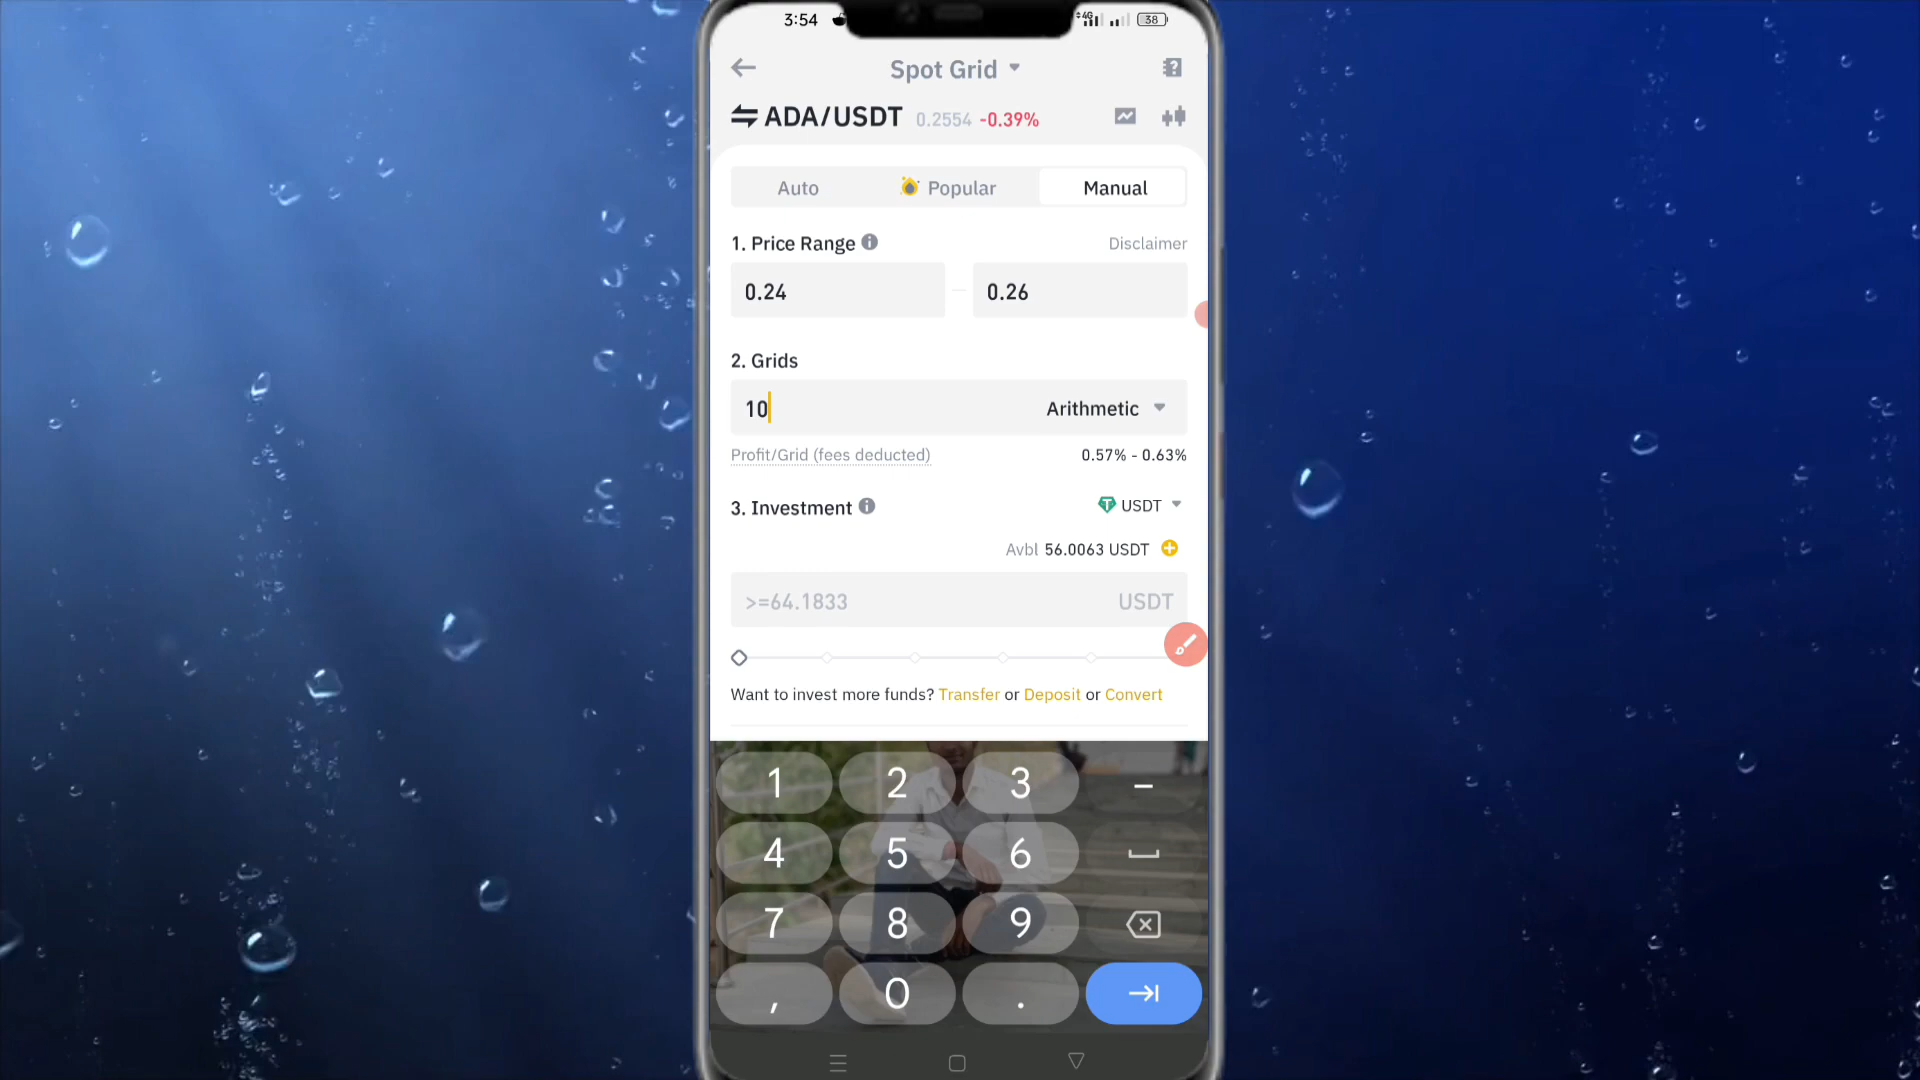 3:54 4G 38
Spot Grid
ADA/USDT 0.2554 -0.39%
Auto Popular Manual
1. Price Range Disclaimer
0.24 0.26
2. Grids
10 Arithmetic
Profit/Grid (fees deducted) 0.57% - 0.63%
3. Investment USDT
Avbl 56.0063 USDT
>=64.1833 USDT
Want to invest more funds? Transfer or Deposit or Convert
1 2 3 -
4 5 6
7 8 9
, 0 .